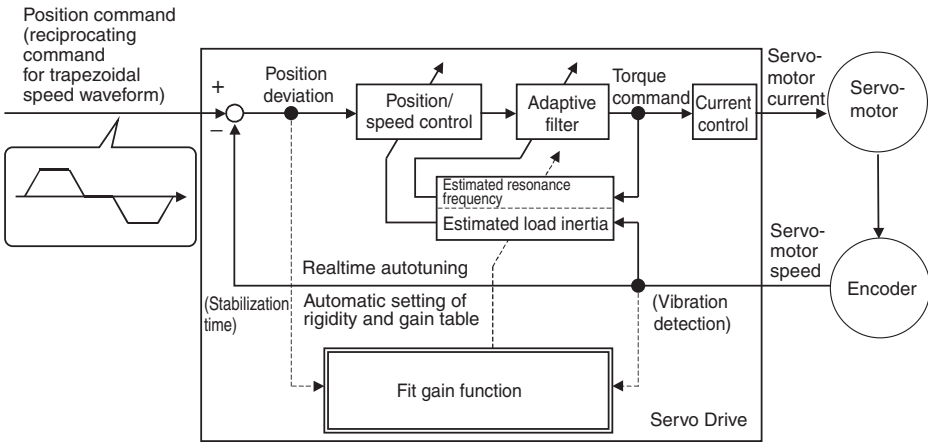 Position command
(reciprocating
command
for trapezoidal
speed waveform)
+
−
Position
deviation
Position/
speed control
Adaptive
filter
Torque
command
Current
control
Servo-
motor
current
Servo-
motor
Estimated resonance
frequency
Estimated load inertia
Servo-
motor
speed
Encoder
Realtime autotuning
(Stabilization
time)
Automatic setting of
rigidity and gain table
(Vibration
detection)
Fit gain function
Servo Drive